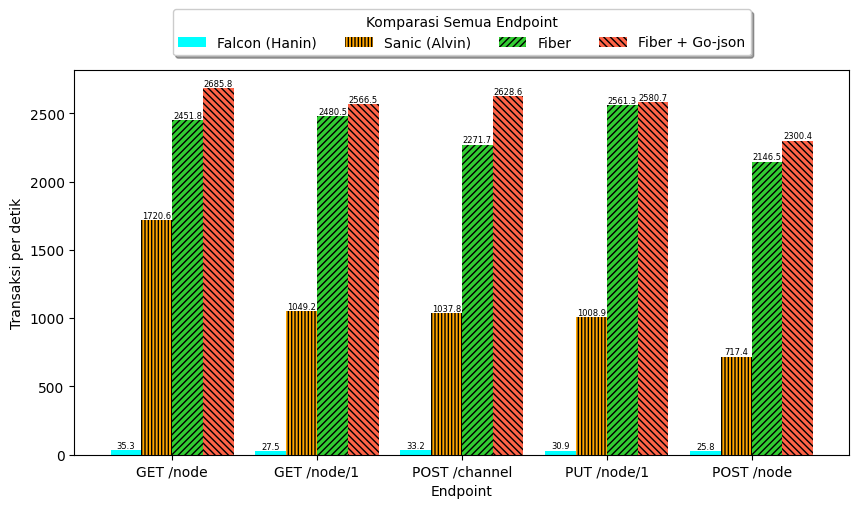 Komparasi Semua Endpoint
Falcon (Hanin) Sanic (Alvin) Fiber Fiber + Go-json
Transaksi per detik
2500
2000
1500
1000
500
0
35.3 1720.6 2451.8 2685.8
27.5 1049.2 2480.5 2566.5
33.2 1037.8 2271.7 2628.6
30.9 1008.9 2561.3 2580.7
25.8 717.4 2146.5 2300.4
GET /node GET /node/1 POST /channel PUT /node/1 POST /node
Endpoint